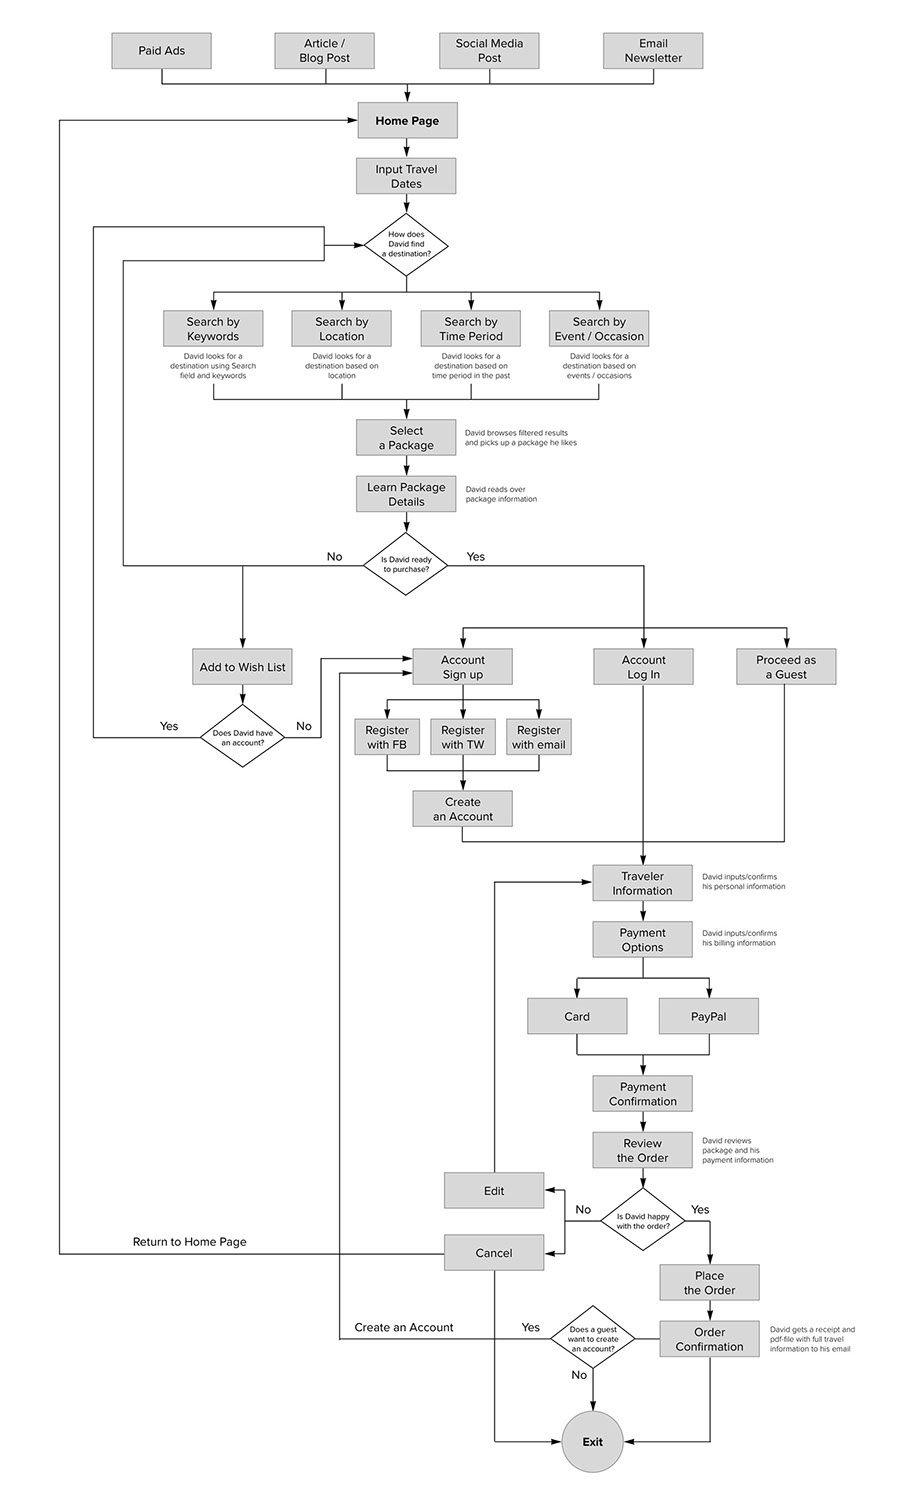 Paid Ads
Article /
Blog Post
Social Media
Post
Email
Newsletter
Home Page
Input Travel
Dates
How does
David find
a destination?
Search by
Keywords
Search by
Location
Search by
Time Period
Search by
Event / Occasion
David looks for a
destination using Search
field and keywords
David looks for a
destination based on
location
David looks for a
destination based on
time period in the past
David looks for a
destination based on
events / occasions
Select
a Package
David browses filtered results
and picks up a package he likes
Learn Package
Details
David reads over
package information
No
Is David ready
to purchase?
Yes
Add to Wish List
Account
Sign up
Account
Log In
Proceed as
a Guest
Yes
Does David have
an account?
No
Register
with FB
Register
with TW
Register
with email
Create
an Account
Traveler
Information
David inputs/confirms
his personal information
Payment
Options
David inputs/confirms
his billing information
Card
PayPal
Payment
Confirmation
Review
the Order
David reviews
package and his
payment information
Edit
No
Is David happy
with the order?
Yes
Return to Home Page
Cancel
Place
the Order
Create an Account
Yes
Does a guest
want to create
an account?
Order
Confirmation
David gets a receipt and
pdf-file with full travel
information to his email
No
Exit